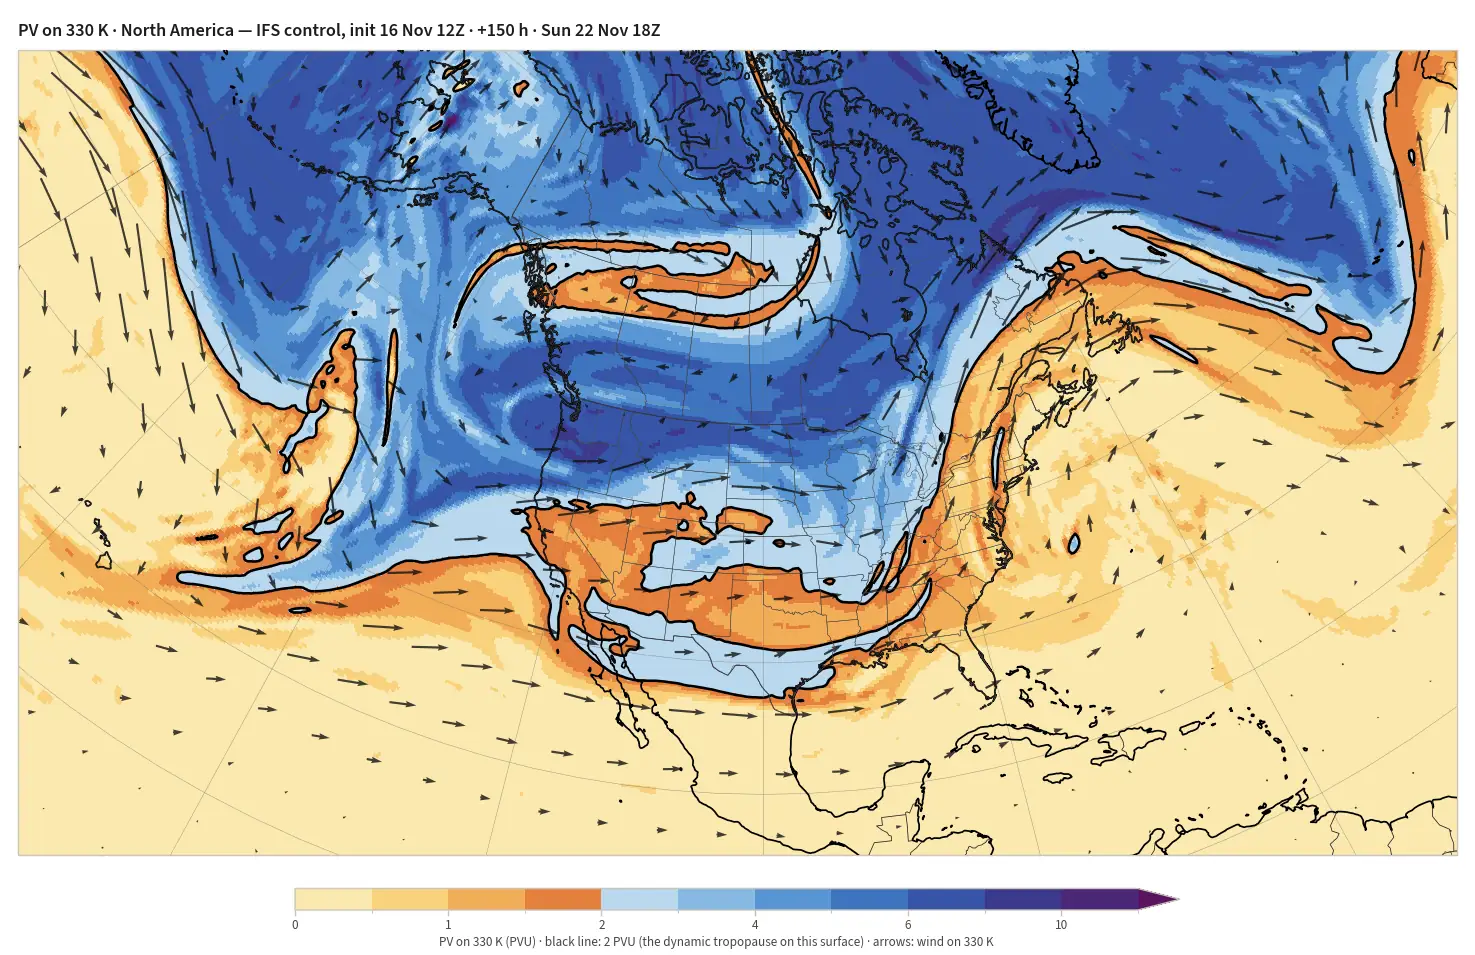 PV on 330 K · North America — IFS control, init 16 Nov 12Z · +150 h · Sun 22 Nov 18Z
0 1 2 4 6 10
PV on 330 K (PVU) · black line: 2 PVU (the dynamic tropopause on this surface) · arrows: wind on 330 K